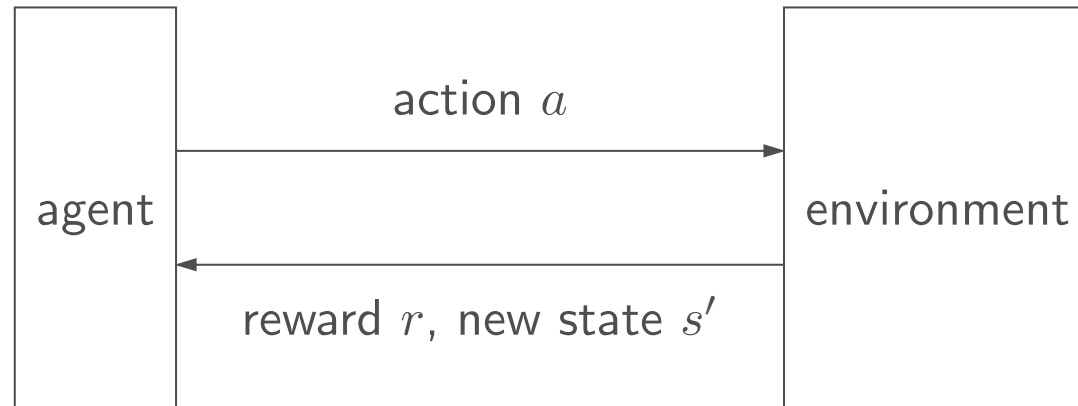 action a
agent
environment
reward r, new state s′